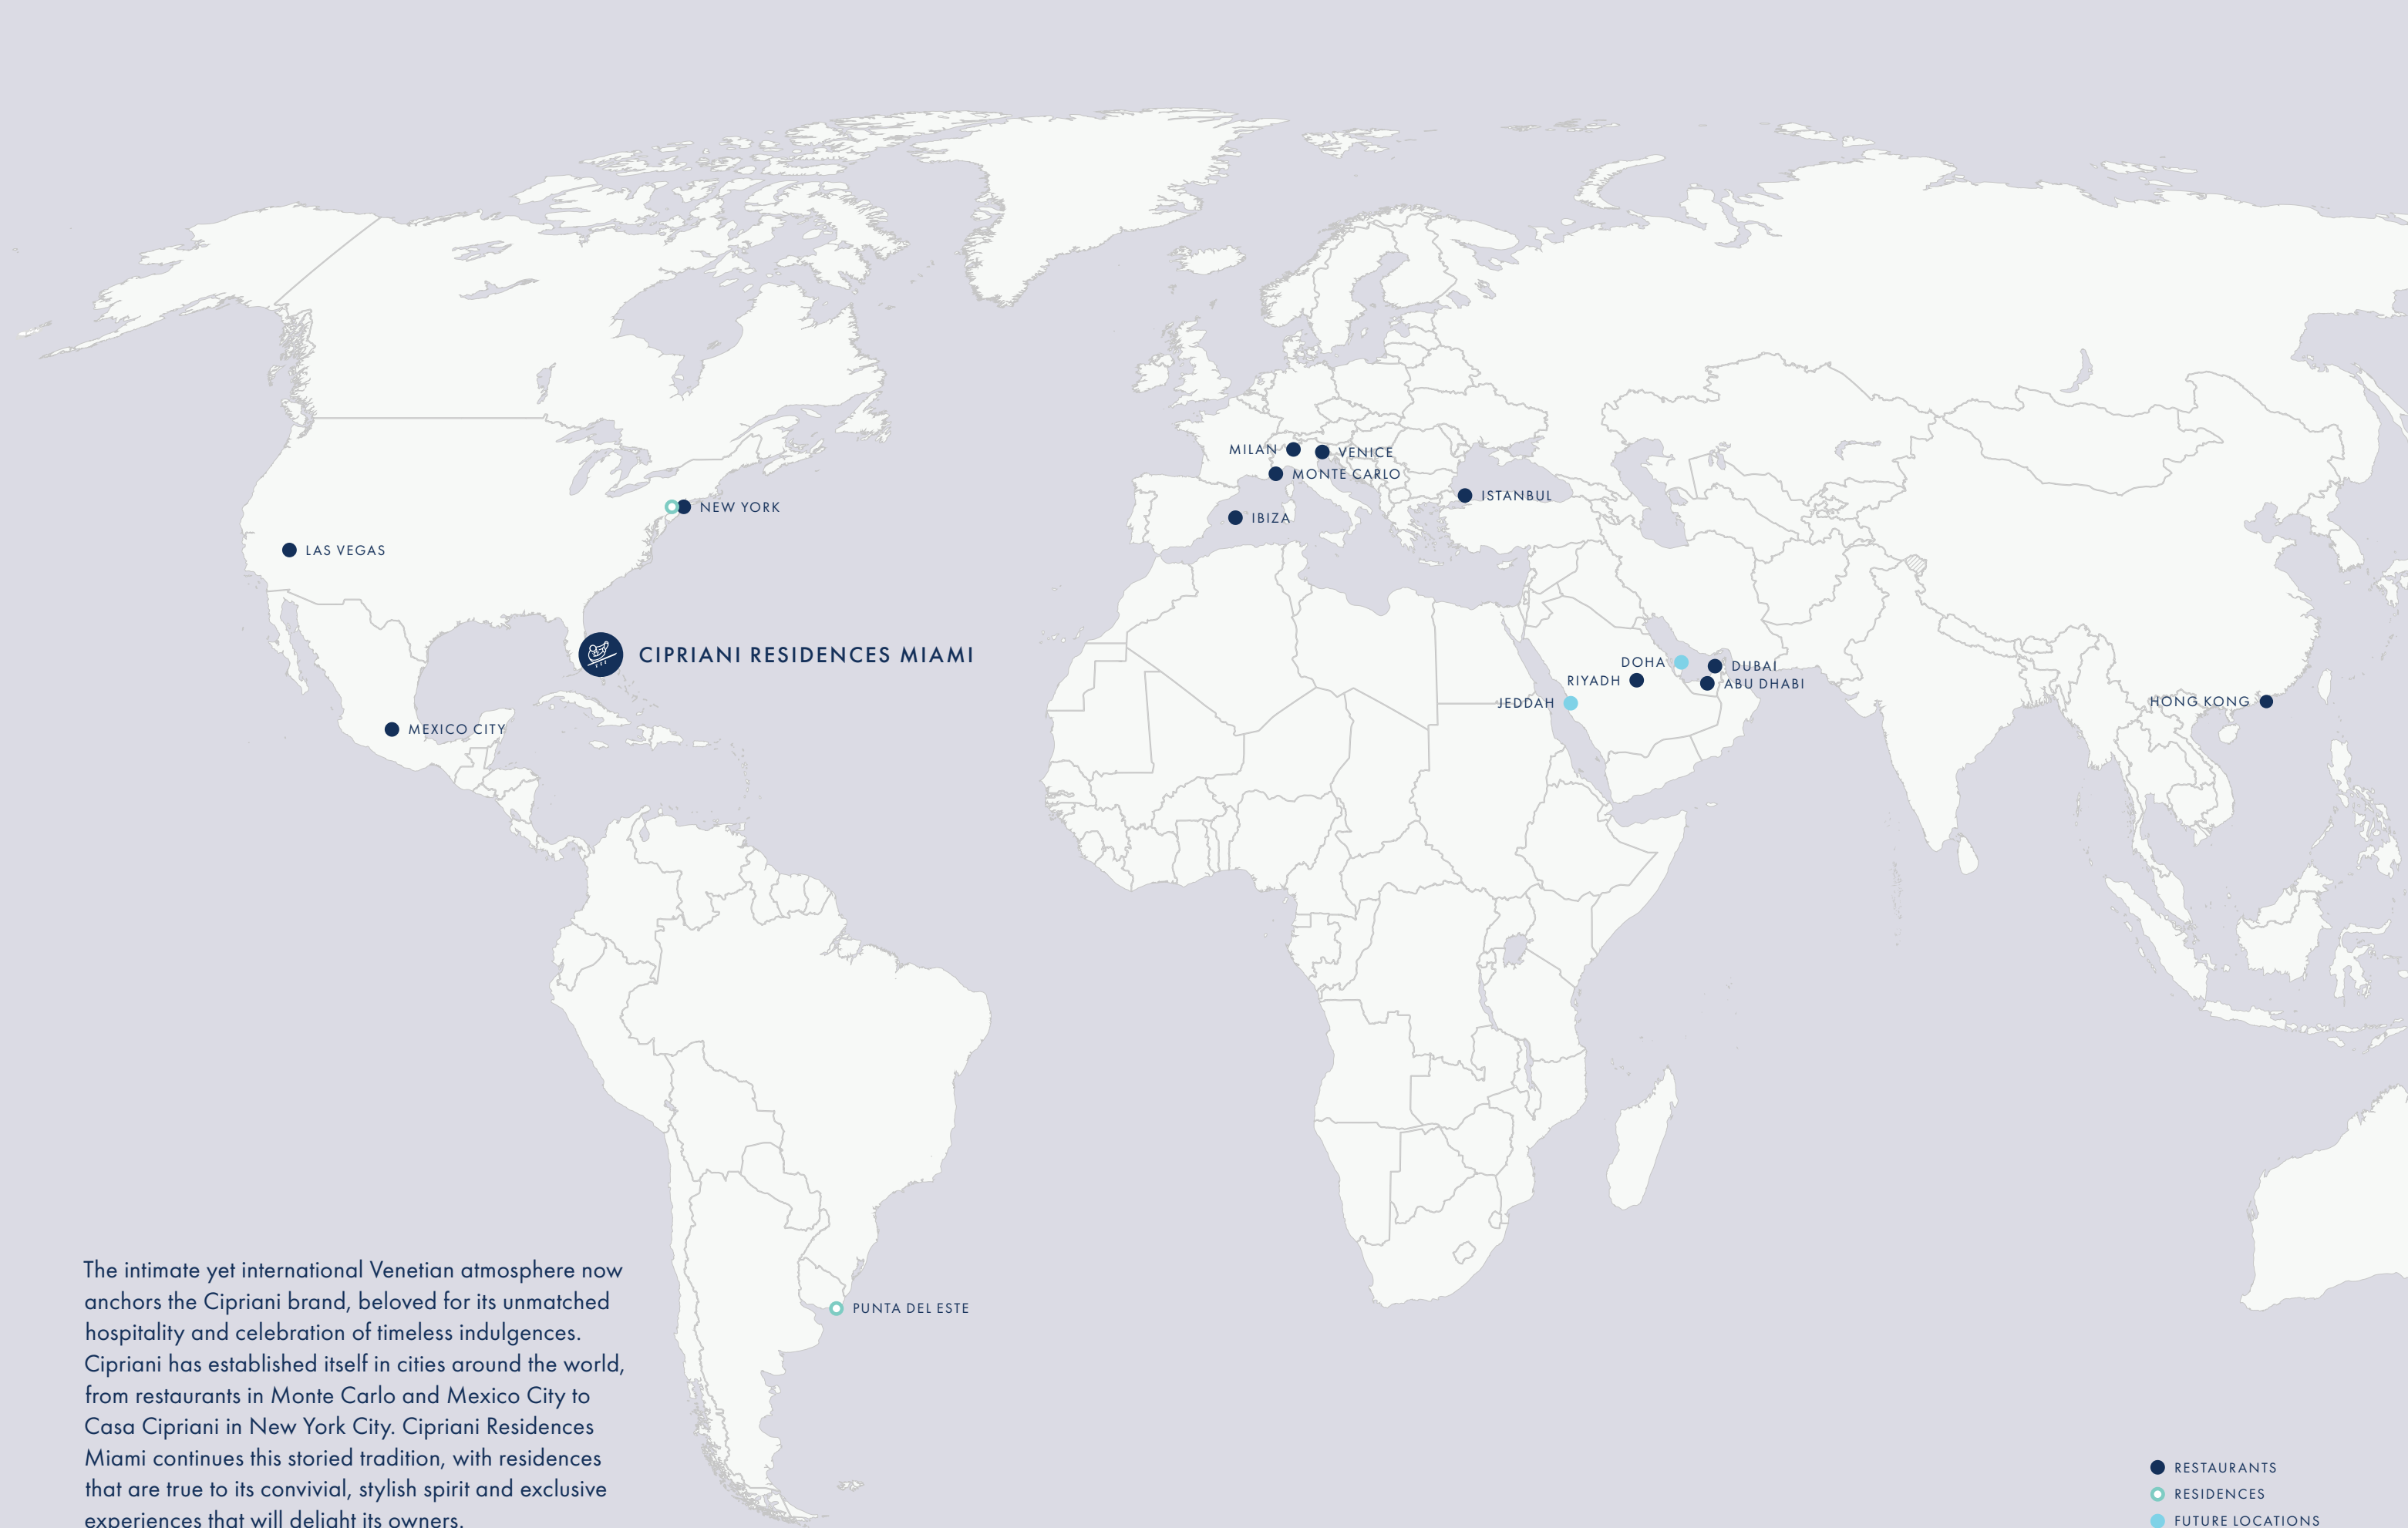 MILAN
VENICE
MONTE CARLO
ISTANBUL
NEW YORK
IBIZA
LAS VEGAS
CIPRIANI RESIDENCES MIAMI
DOHA
DUBAI
RIYADH
ABU DHABI
JEDDAH
HONG KONG
MEXICO CITY
PUNTA DEL ESTE
The intimate yet international Venetian atmosphere now
anchors the Cipriani brand, beloved for its unmatched
hospitality and celebration of timeless indulgences.
Cipriani has established itself in cities around the world,
from restaurants in Monte Carlo and Mexico City to
Casa Cipriani in New York City. Cipriani Residences
Miami continues this storied tradition, with residences
that are true to its convivial, stylish spirit and exclusive
experiences that will delight its owners.
RESTAURANTS
RESIDENCES
FUTURE LOCATIONS